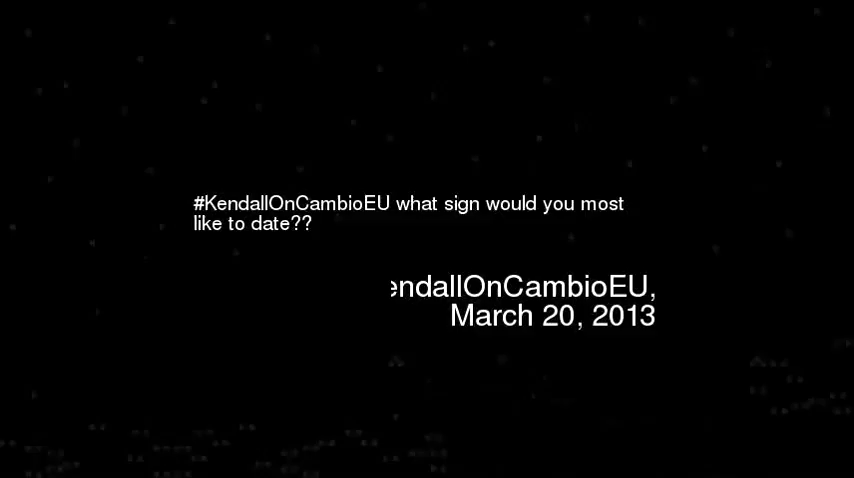 #KendallOnCambioEU what sign would you most
like to date??
endallOnCambioEU,
March 20, 2013